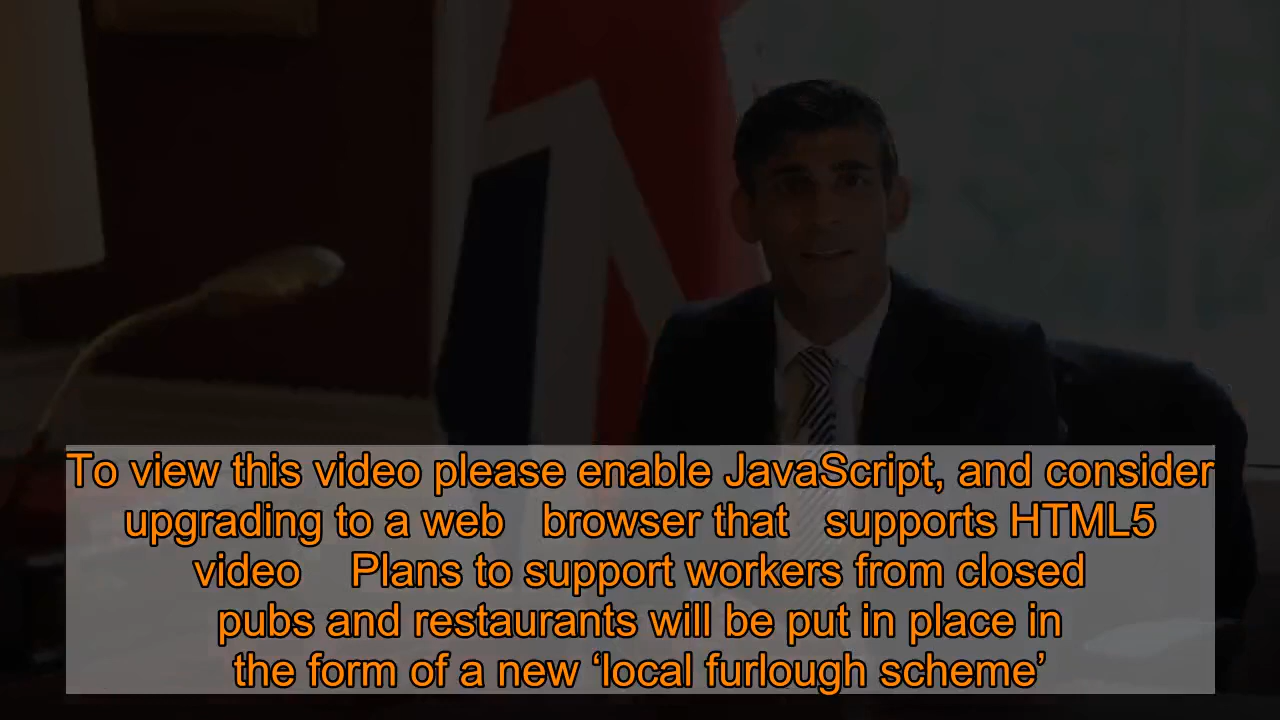 To view this video please enable JavaScript, and consider
upgrading to a web browser that supports HTML5
video Plans to support workers from closed
pubs and restaurants will be put in place in
the form of a new ‘local furlough scheme’